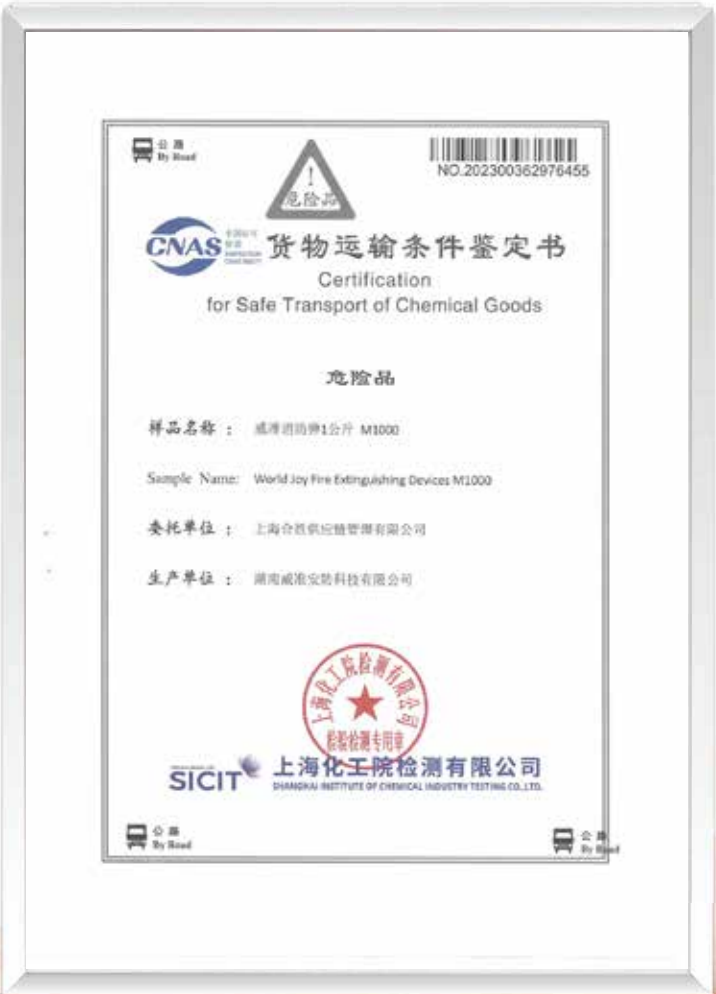 公路
By Road
NO.202300362976455
!
危险品
CNAS
货物运输条件鉴定书
Certification
for Safe Transport of Chemical Goods
危险品
样品名称： 威准消防弹1公斤 M1000
Sample Name: World Joy Fire Extinguishing Devices M1000
委托单位： 上海合胜供应链管理有限公司
生产单位： 湖南威准安防科技有限公司
上海化工院检测有限公司
检验检测专用章
SICIT 上海化工院检测有限公司
SHANGHAI INSTITUTE OF CHEMICAL INDUSTRY TESTING CO.,LTD.
公路
By Road
公路
By Road